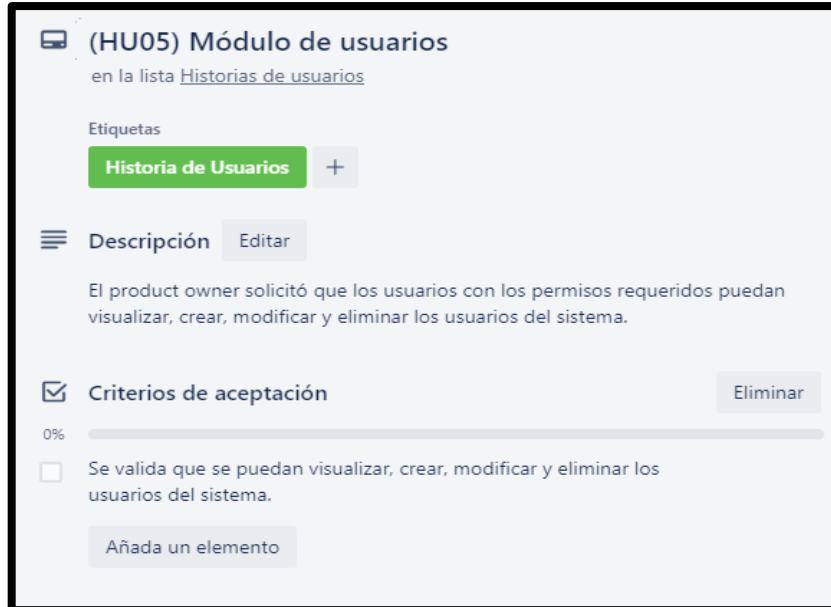 (HU05) Módulo de usuarios
en la lista Historias de usuarios
Etiquetas
Historia de Usuarios +
Descripción Editar
El product owner solicitó que los usuarios con los permisos requeridos puedan
visualizar, crear, modificar y eliminar los usuarios del sistema.
Criterios de aceptación Eliminar
0%
Se valida que se puedan visualizar, crear, modificar y eliminar los
usuarios del sistema.
Añada un elemento